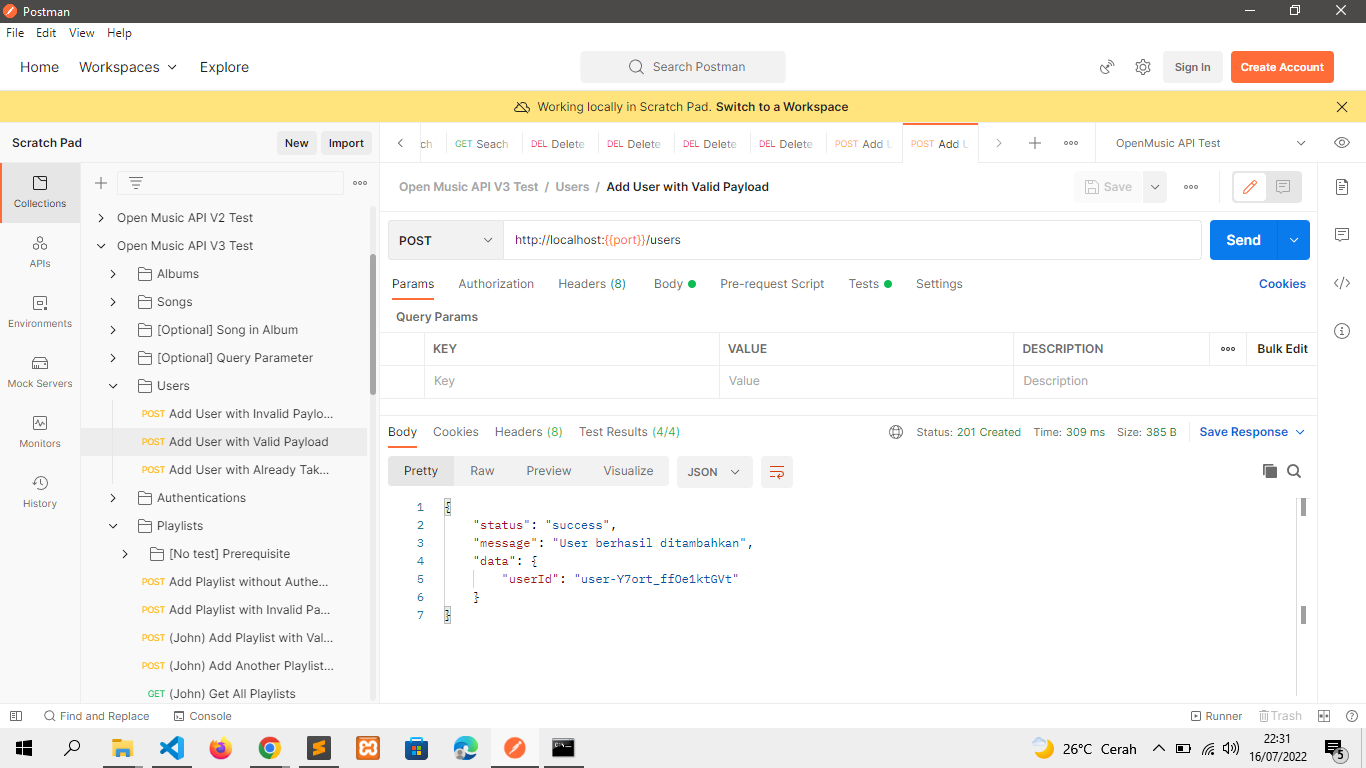 Postman
File Edit View Help
Home Workspaces Explore
Search Postman
Sign In
Create Account
Working locally in Scratch Pad. Switch to a Workspace
Scratch Pad
New
Import
ch
GET Seach
DEL Delete
DEL Delete
DEL Delete
DEL Delete
POST Add U
POST Add U
OpenMusic API Test
Collections
APIs
Environments
Mock Servers
Monitors
History
Open Music API V2 Test
Open Music API V3 Test
Albums
Songs
[Optional] Song in Album
[Optional] Query Parameter
Users
POST Add User with Invalid Paylo...
POST Add User with Valid Payload
POST Add User with Already Tak...
Authentications
Playlists
[No test] Prerequisite
POST Add Playlist without Authe...
POST Add Playlist with Invalid Pa...
POST (John) Add Playlist with Val...
POST (John) Add Another Playlist...
GET (John) Get All Playlists
Open Music API V3 Test / Users / Add User with Valid Payload
Save
POST
http://localhost:{{port}}/users
Send
Params Authorization Headers (8) Body Pre-request Script Tests Settings
Cookies
Query Params
KEY VALUE DESCRIPTION
Bulk Edit
Key Value Description
Body Cookies Headers (8) Test Results (4/4)
Status: 201 Created Time: 309 ms Size: 385 B
Save Response
Pretty Raw Preview Visualize
JSON
1 {
2 "status": "success",
3 "message": "User berhasil ditambahkan",
4 "data": {
5 "userId": "user-Y7ort_ffOe1ktGVt"
6 }
7 }
Find and Replace
Console
Runner
Trash
26°C Cerah
22:31
16/07/2022
5